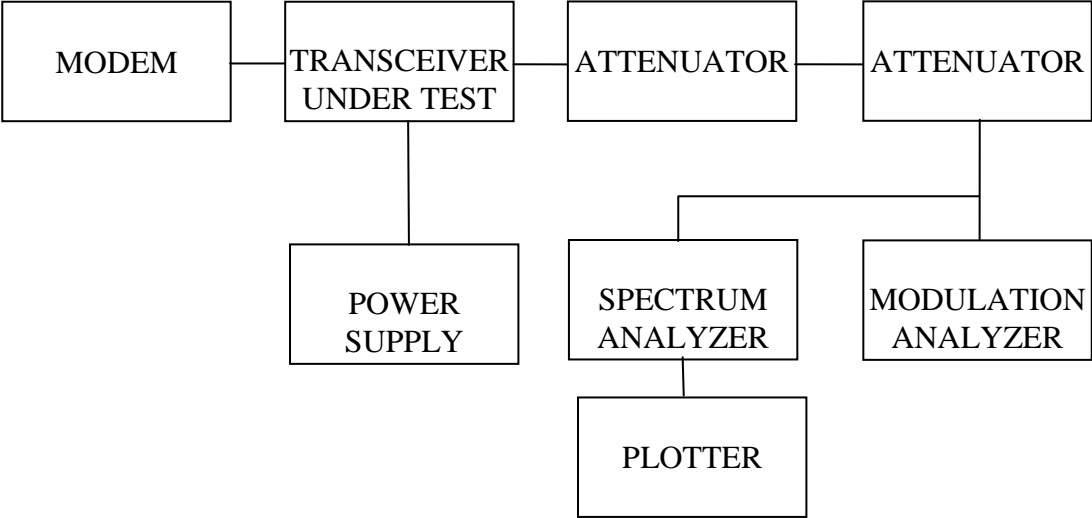 MODEM
TRANSCEIVER
UNDER TEST
ATTENUATOR
ATTENUATOR
POWER
SUPPLY
SPECTRUM
ANALYZER
MODULATION
ANALYZER
PLOTTER